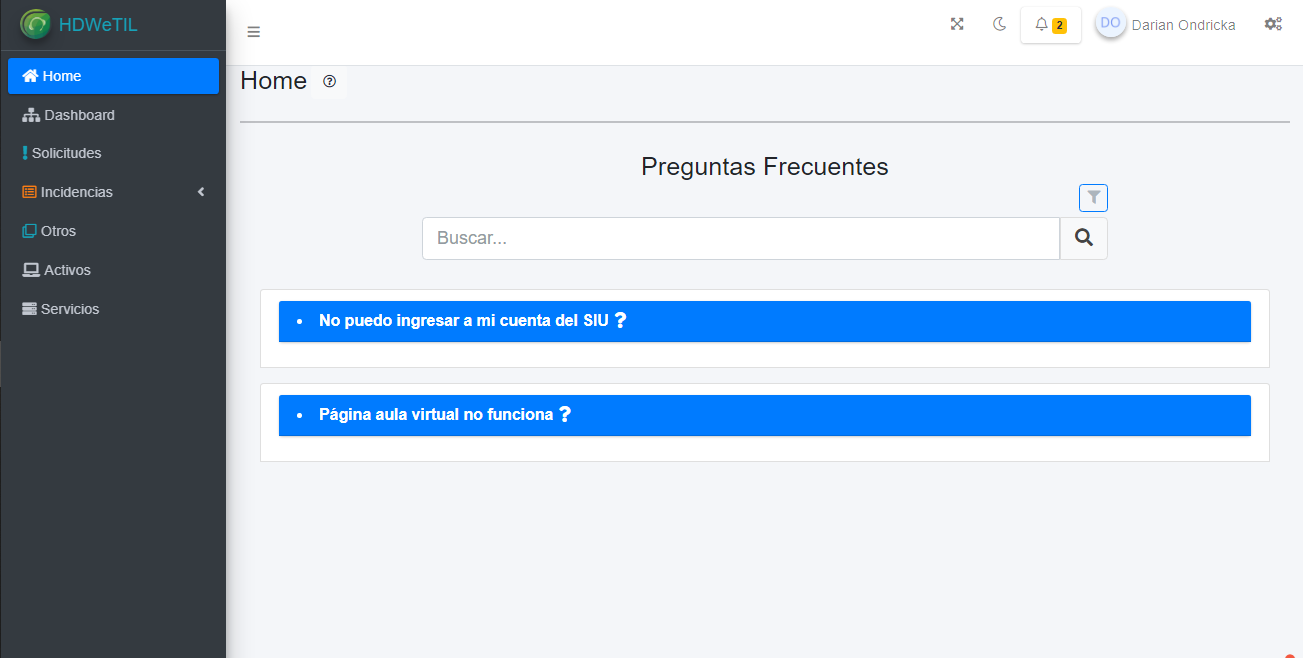 HDWeTIL
2
DO
Darian Ondricka
Home
Dashboard
Solicitudes
Incidencias
Otros
Activos
Servicios
Home
Preguntas Frecuentes
Buscar...
No puedo ingresar a mi cuenta del SIU ?
Página aula virtual no funciona ?